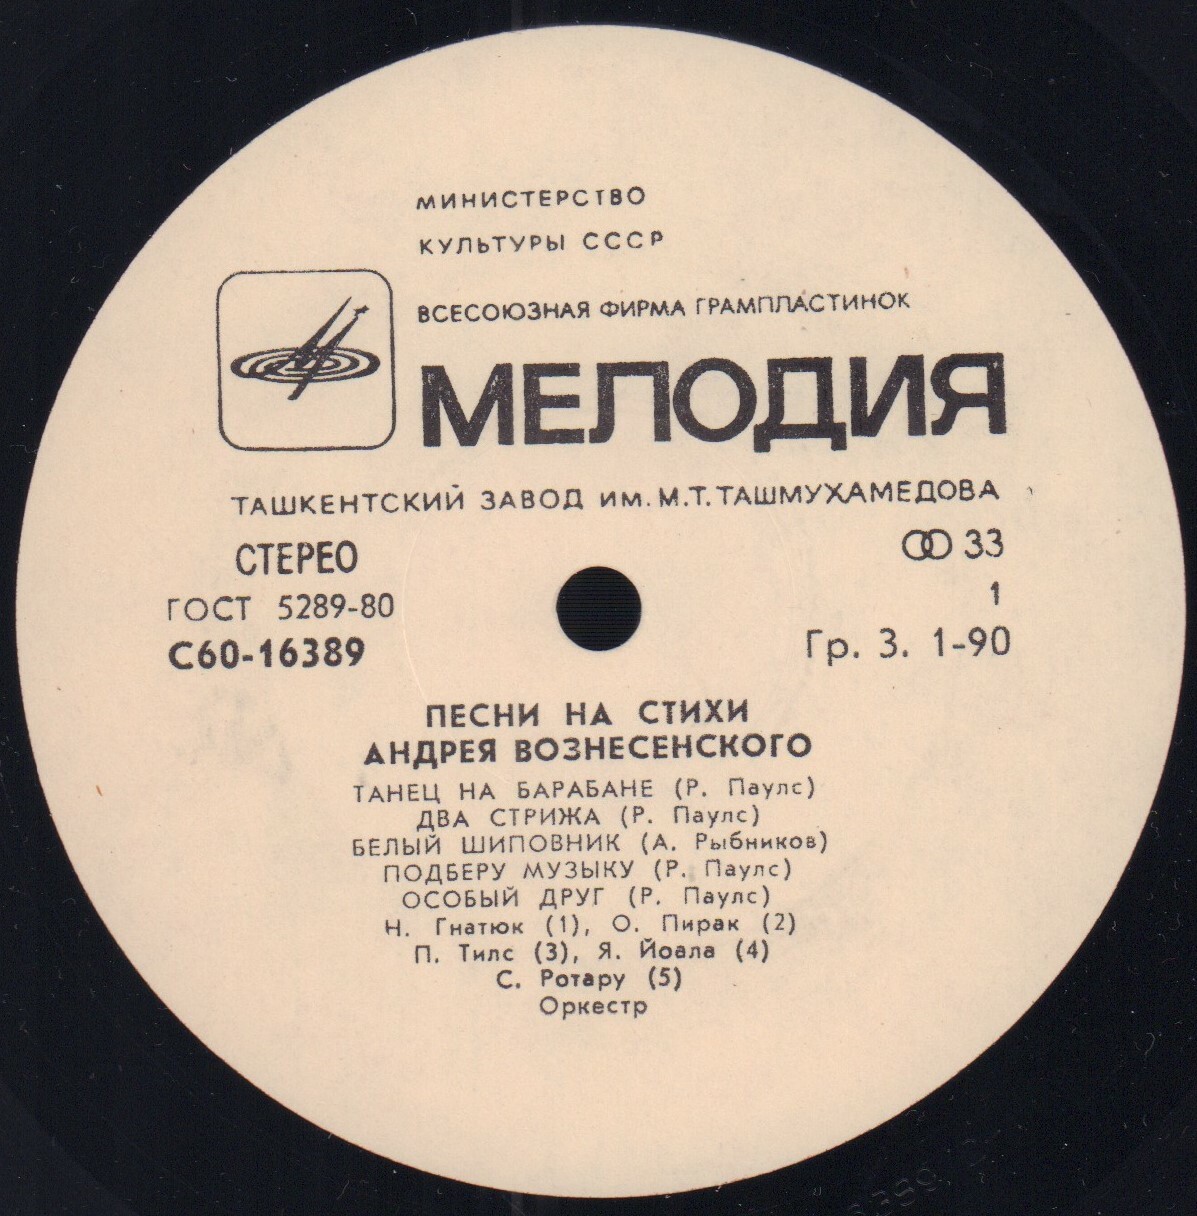 МИНИСТЕРСТВО
КУЛЬТУРЫ СССР
ВСЕСОЮЗНАЯ ФИРМА ГРАМПЛАСТИНОК
МЕЛОДИЯ
ТАШКЕНТСКИЙ ЗАВОД ИМ. М.Т. ТАШМУХАМЕДОВА
СТЕРЕО
33
ГОСТ 5289-80
1
С60-16389
Гр. 3. 1-90
ПЕСНИ НА СТИХИ
АНДРЕЯ ВОЗНЕСЕНСКОГО
ТАНЕЦ НА БАРАБАНЕ (Р. Паулс)
ДВА СТРИЖА (Р. Паулс)
БЕЛЫЙ ШИПОВНИК (А. Рыбников)
ПОДБЕРУ МУЗЫКУ (Р. Паулс)
ОСОБЫЙ ДРУГ (Р. Паулс)
Н. Гнатюк (1), О. Пирак (2)
П. Тилс (3), Я. Йоала (4)
С. Ротару (5)
Оркестр